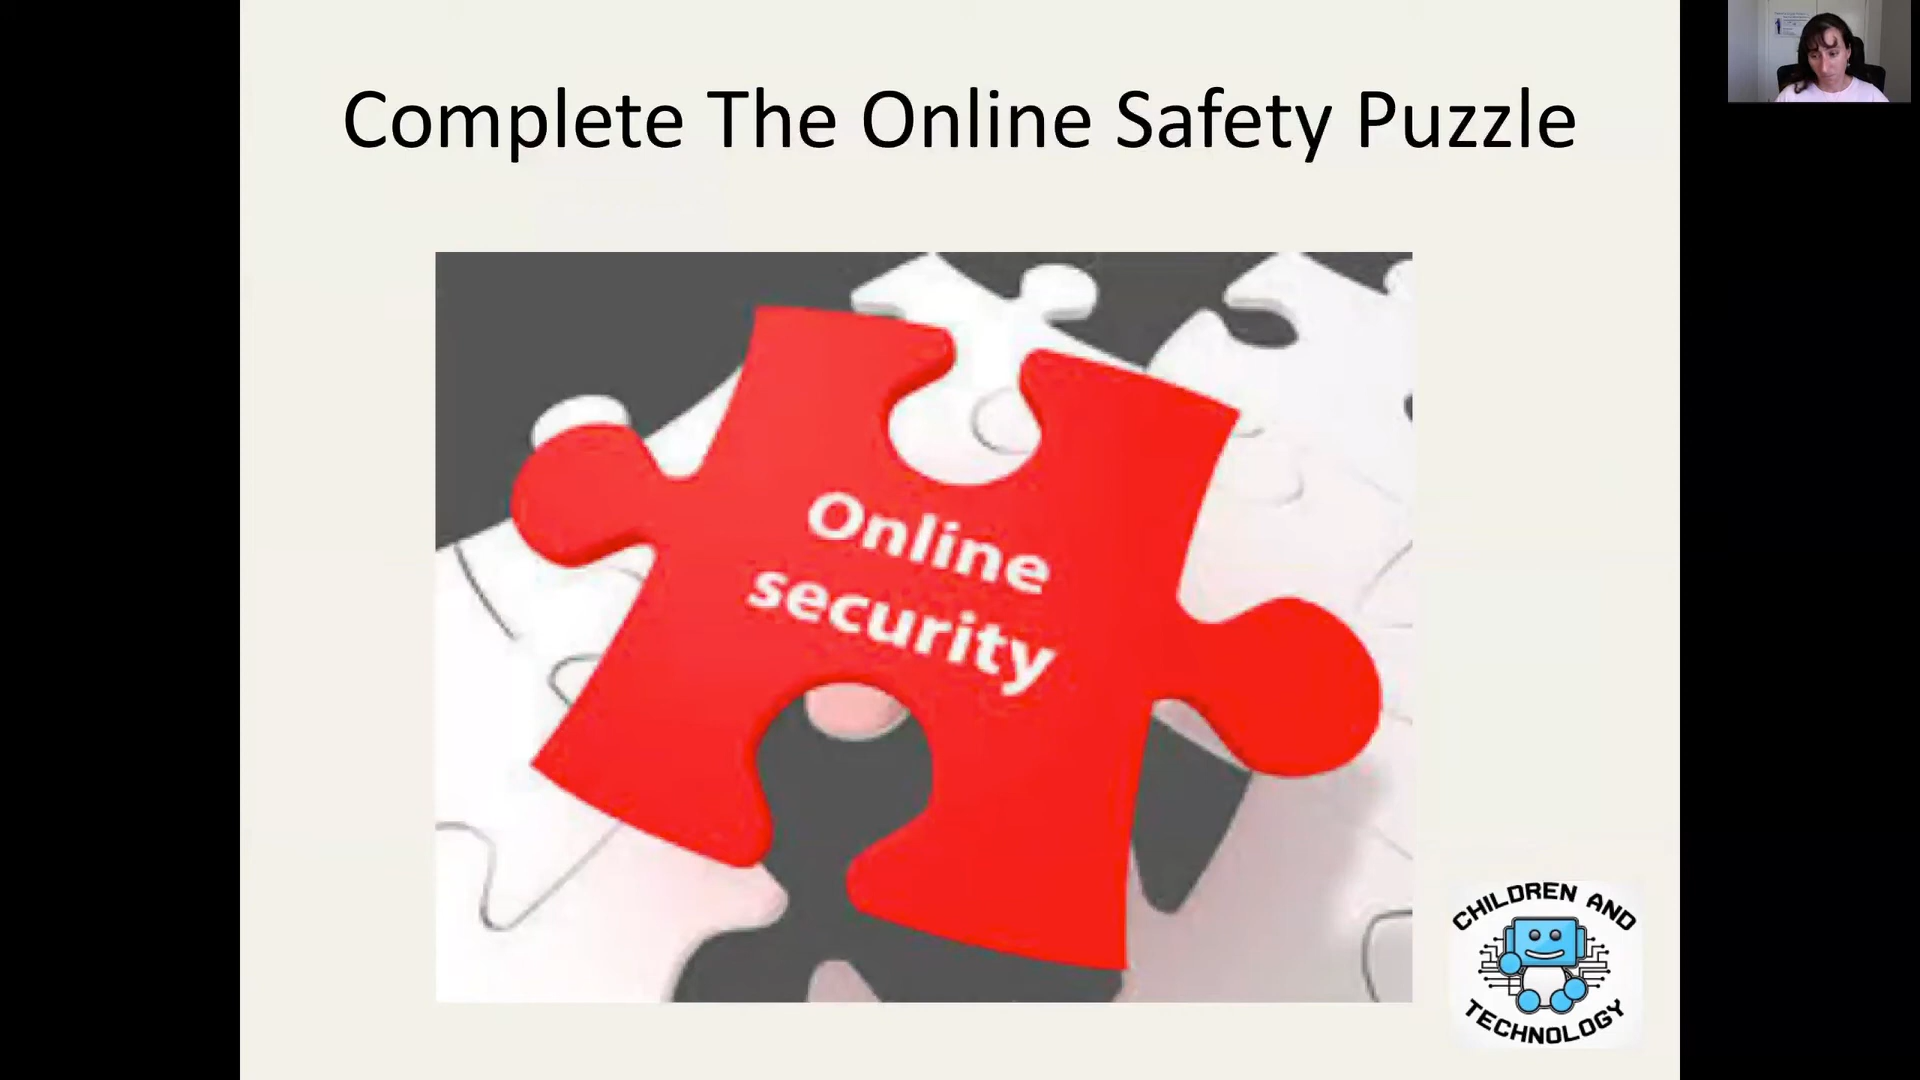 Complete The Online Safety Puzzle
Online
security
CHILDREN AND
TECHNOLOGY